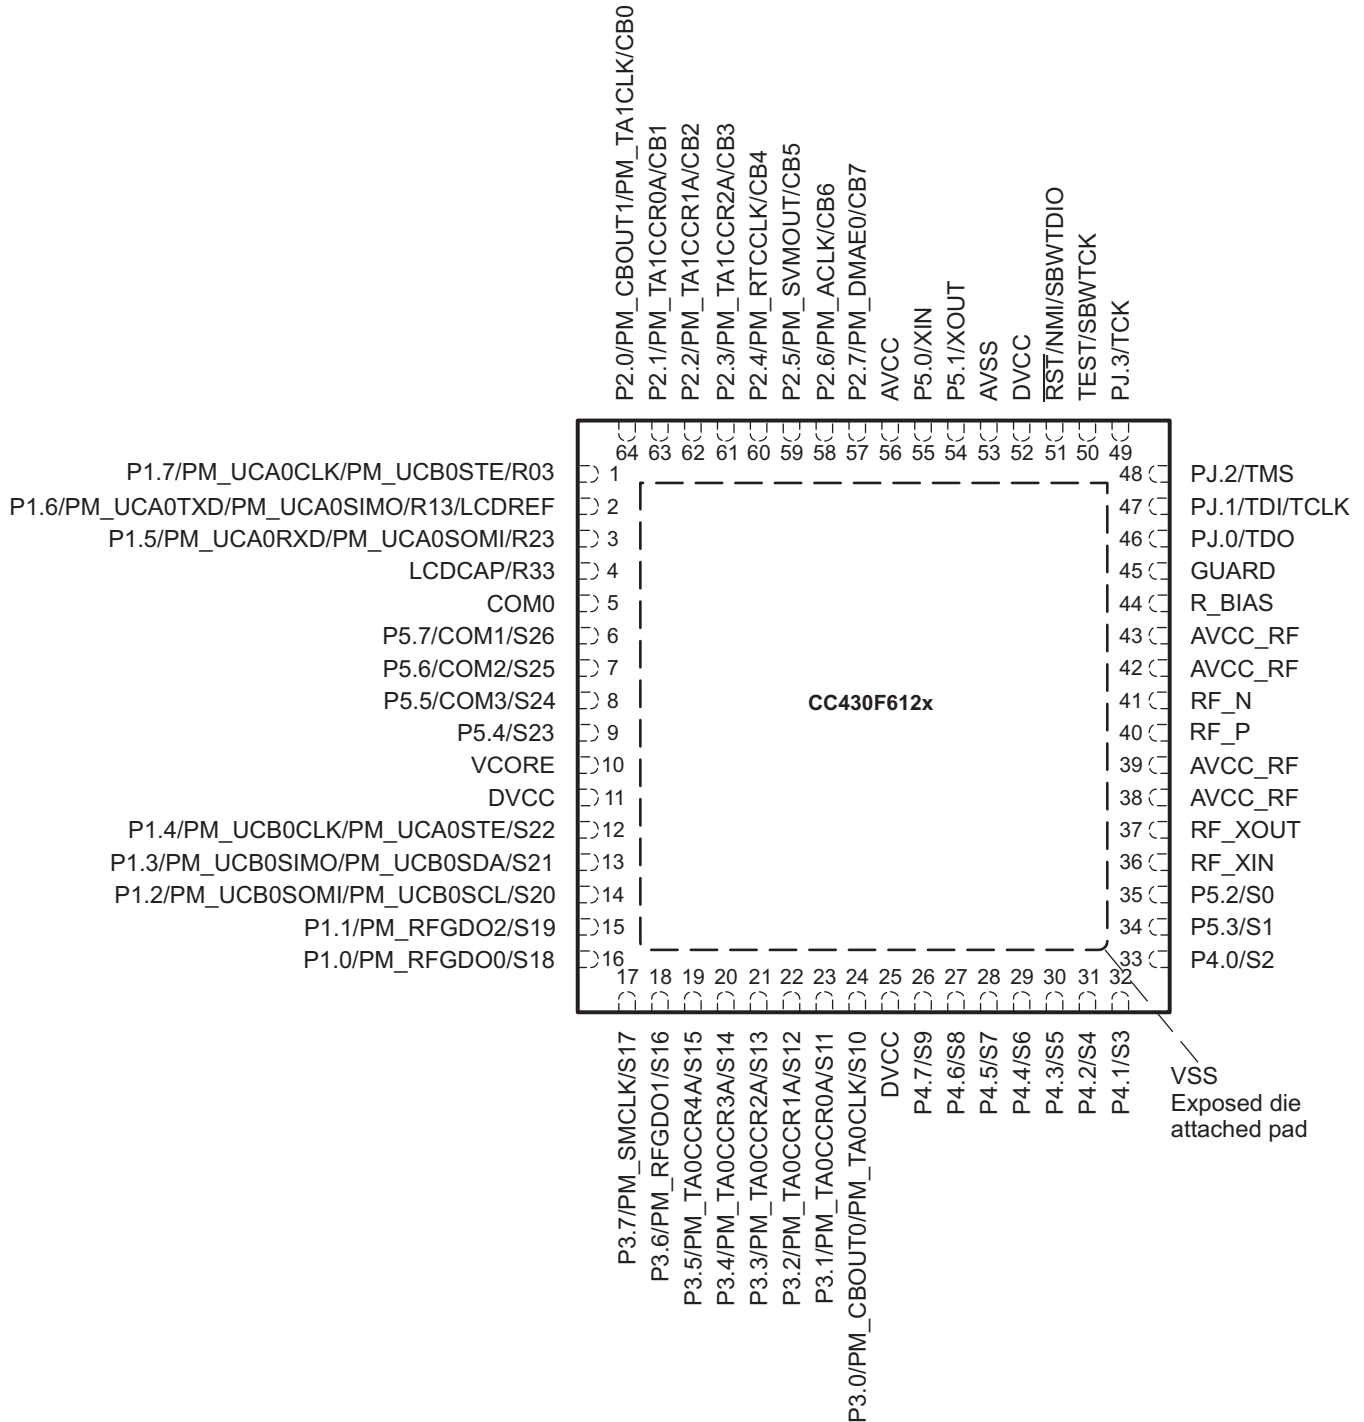 P2.0/PM_CBOUT1/PM_TA1CLK/CB0
P2.1/PM_TA1CCR0A/CB1
P2.2/PM_TA1CCR1A/CB2
P2.3/PM_TA1CCR2A/CB3
P2.4/PM_RTCCLK/CB4
P2.5/PM_SVMOUT/CB5
P2.6/PM_ACLK/CB6
P2.7/PM_DMAE0/CB7
AVCC
P5.0/XIN
P5.1/XOUT
AVSS
DVCC
RST/NMI/SBWTDIO
TEST/SBWTCK
PJ.3/TCK
64 63 62 61 60 59 58 57 56 55 54 53 52 51 50 49
P1.7/PM_UCA0CLK/PM_UCB0STE/R03 1
P1.6/PM_UCA0TXD/PM_UCA0SIMO/R13/LCDREF 2
P1.5/PM_UCA0RXD/PM_UCA0SOMI/R23 3
LCDCAP/R33 4
COM0 5
P5.7/COM1/S26 6
P5.6/COM2/S25 7
P5.5/COM3/S24 8
P5.4/S23 9
VCORE 10
DVCC 11
P1.4/PM_UCB0CLK/PM_UCA0STE/S22 12
P1.3/PM_UCB0SIMO/PM_UCB0SDA/S21 13
P1.2/PM_UCB0SOMI/PM_UCB0SCL/S20 14
P1.1/PM_RFGDO2/S19 15
P1.0/PM_RFGDO0/S18 16
CC430F612x
48 PJ.2/TMS
47 PJ.1/TDI/TCLK
46 PJ.0/TDO
45 GUARD
44 R_BIAS
43 AVCC_RF
42 AVCC_RF
41 RF_N
40 RF_P
39 AVCC_RF
38 AVCC_RF
37 RF_XOUT
36 RF_XIN
35 P5.2/S0
34 P5.3/S1
33 P4.0/S2
17 18 19 20 21 22 23 24 25 26 27 28 29 30 31 32
P3.7/PM_SMCLK/S17
P3.6/PM_RFGDO1/S16
P3.5/PM_TA0CCR4A/S15
P3.4/PM_TA0CCR3A/S14
P3.3/PM_TA0CCR2A/S13
P3.2/PM_TA0CCR1A/S12
P3.1/PM_TA0CCR0A/S11
P3.0/PM_CBOUT0/PM_TA0CLK/S10
DVCC
P4.7/S9
P4.6/S8
P4.5/S7
P4.4/S6
P4.3/S5
P4.2/S4
P4.1/S3
VSS
Exposed die
attached pad